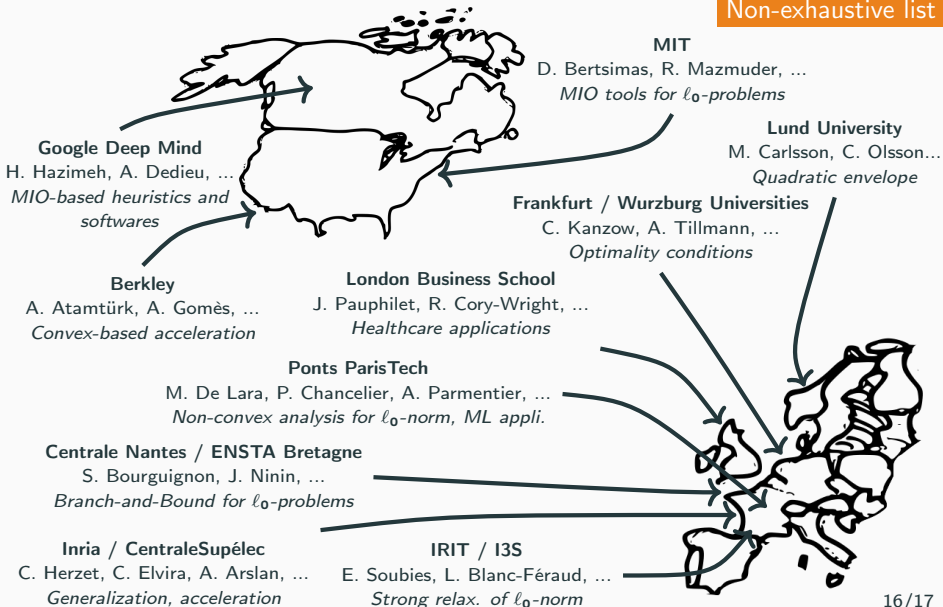 Non-exhaustive list
MIT
D. Bertsimas, R. Mazmuder, ...
MIO tools for ℓ₀-problems
Google Deep Mind
H. Hazimeh, A. Dedieu, ...
MIO-based heuristics and
softwares
Lund University
M. Carlsson, C. Olsson...
Quadratic envelope
Frankfurt / Wurzburg Universities
C. Kanzow, A. Tillmann, ...
Optimality conditions
Berkley
A. Atamtürk, A. Gomès, ...
Convex-based acceleration
London Business School
J. Pauphilet, R. Cory-Wright, ...
Healthcare applications
Ponts ParisTech
M. De Lara, P. Chancelier, A. Parmentier, ...
Non-convex analysis for ℓ₀-norm, ML appli.
Centrale Nantes / ENSTA Bretagne
S. Bourguignon, J. Ninin, ...
Branch-and-Bound for ℓ₀-problems
Inria / CentraleSupélec
C. Herzet, C. Elvira, A. Arslan, ...
Generalization, acceleration
IRIT / I3S
E. Soubies, L. Blanc-Féraud, ...
Strong relax. of ℓ₀-norm
16/17